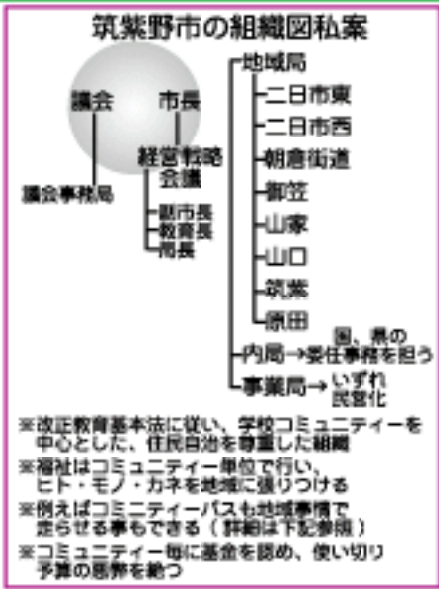 筑紫野市の組織図私案
議会
市長
議会事務局
経営戦略
会議
副市長
教育長
局長
地域局
二日市東
二日市西
朝倉街道
御笠
山家
山口
筑紫
原田
内局→国、県の
委任事務を担う
事業局→いずれ
民営化
※改正教育基本法に従い、学校コミュニティーを
中心とした、住民自治を尊重した組織
※福祉はコミュニティー単位で行い、
ヒト・モノ・カネを地域に張りつける
※例えばコミニティーバスも地域事情で
走らせる事もできる（詳細は下記参照）
※コミュニティー毎に基金を認め、使い切り
予算の悪弊を絶つ